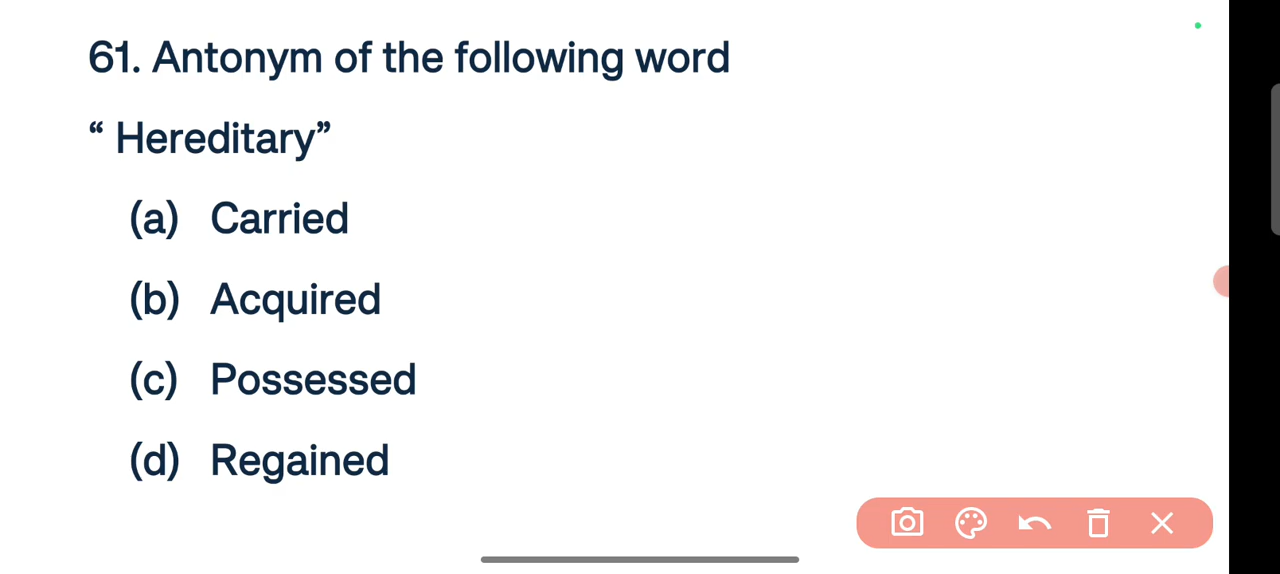 61. Antonym of the following word
“ Hereditary”
(a) Carried
(b) Acquired
(c) Possessed
(d) Regained